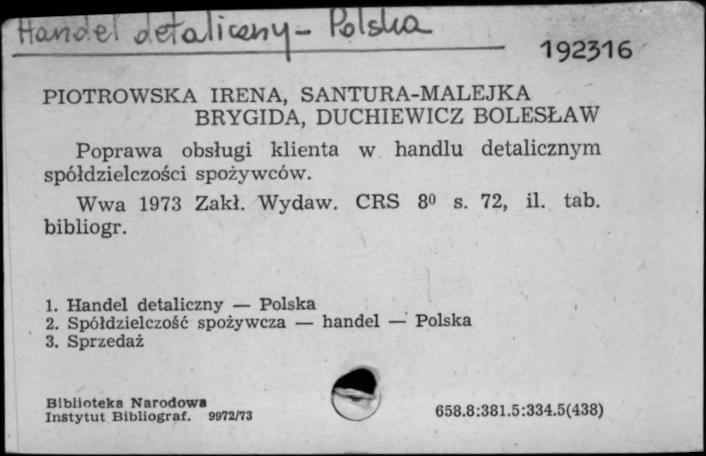 Handel detaliczny - Polska
192316
PIOTROWSKA IRENA, SANTURA-MALEJKA
BRYGIDA, DUCHIEWICZ BOLESŁAW
Poprawa obsługi klienta w handlu detalicznym
spółdzielczości spożywców.
Wwa 1973 Zakł. Wydaw. CRS 8⁰ s. 72, il. tab.
bibliogr.
1. Handel detaliczny — Polska
2. Spółdzielczość spożywcza — handel — Polska
3. Sprzedaż
Biblioteka Narodowa
Instytut Bibliograf. 9972/73
658.8:381.5:334.5(438)